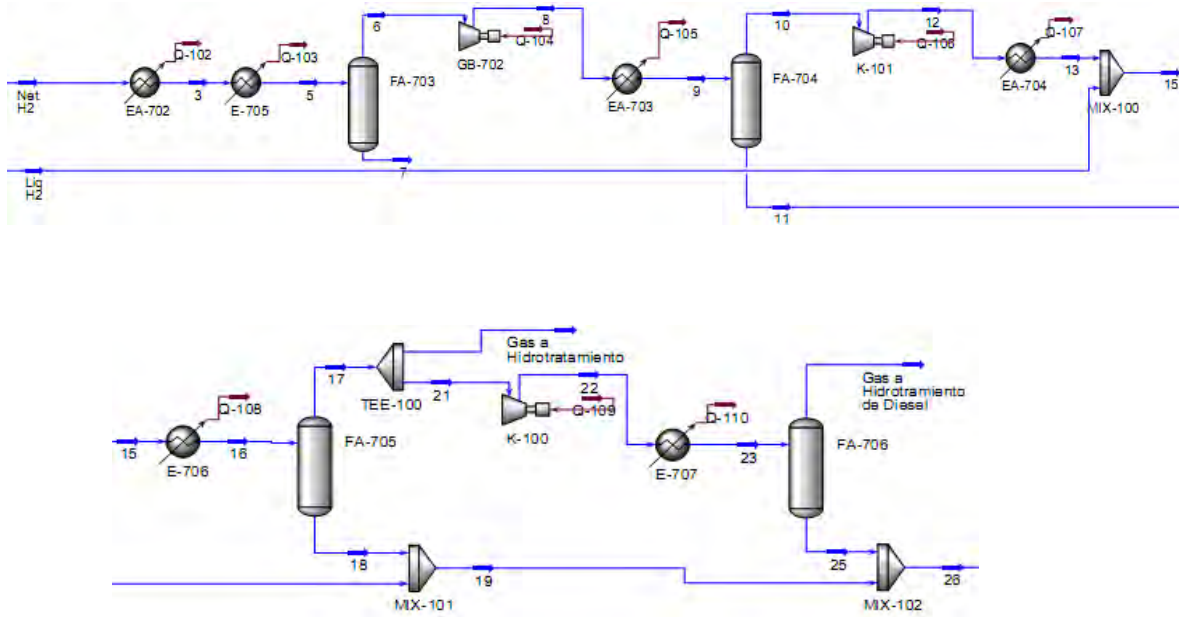 6
8
10
12
Q-102
Q-103
Q-104
Q-105
Q-106
Q-107
GB-702
K-101
FA-703
FA-704
Net
H2
3
5
EA-702
E-705
EA-703
9
EA-704
13
15
MIX-100
7
Liq
H2
11
Gas a
Hidrotratamiento
17
21
22
TEE-100
Gas a
Hidrotramiento
de Diesel
Q-108
Q-109
Q-110
K-100
15
16
FA-705
23
FA-706
E-706
E-707
18
19
25
26
MIX-101
MIX-102